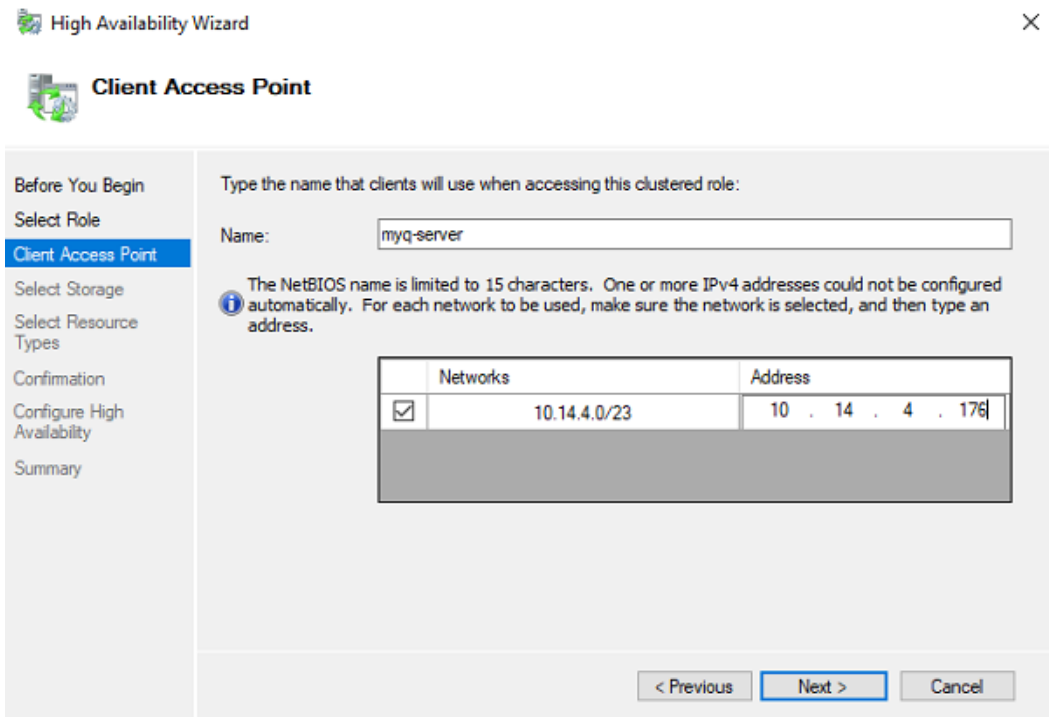 High Availability Wizard
Client Access Point
Before You Begin
Select Role
Client Access Point
Select Storage
Select Resource
Types
Confirmation
Configure High
Availability
Summary
Type the name that clients will use when accessing this clustered role:
Name: myq-server
The NetBIOS name is limited to 15 characters. One or more IPv4 addresses could not be configured
automatically. For each network to be used, make sure the network is selected, and then type an
address.
Networks Address
10.14.4.0/23 10 . 14 . 4 . 176
< Previous Next > Cancel